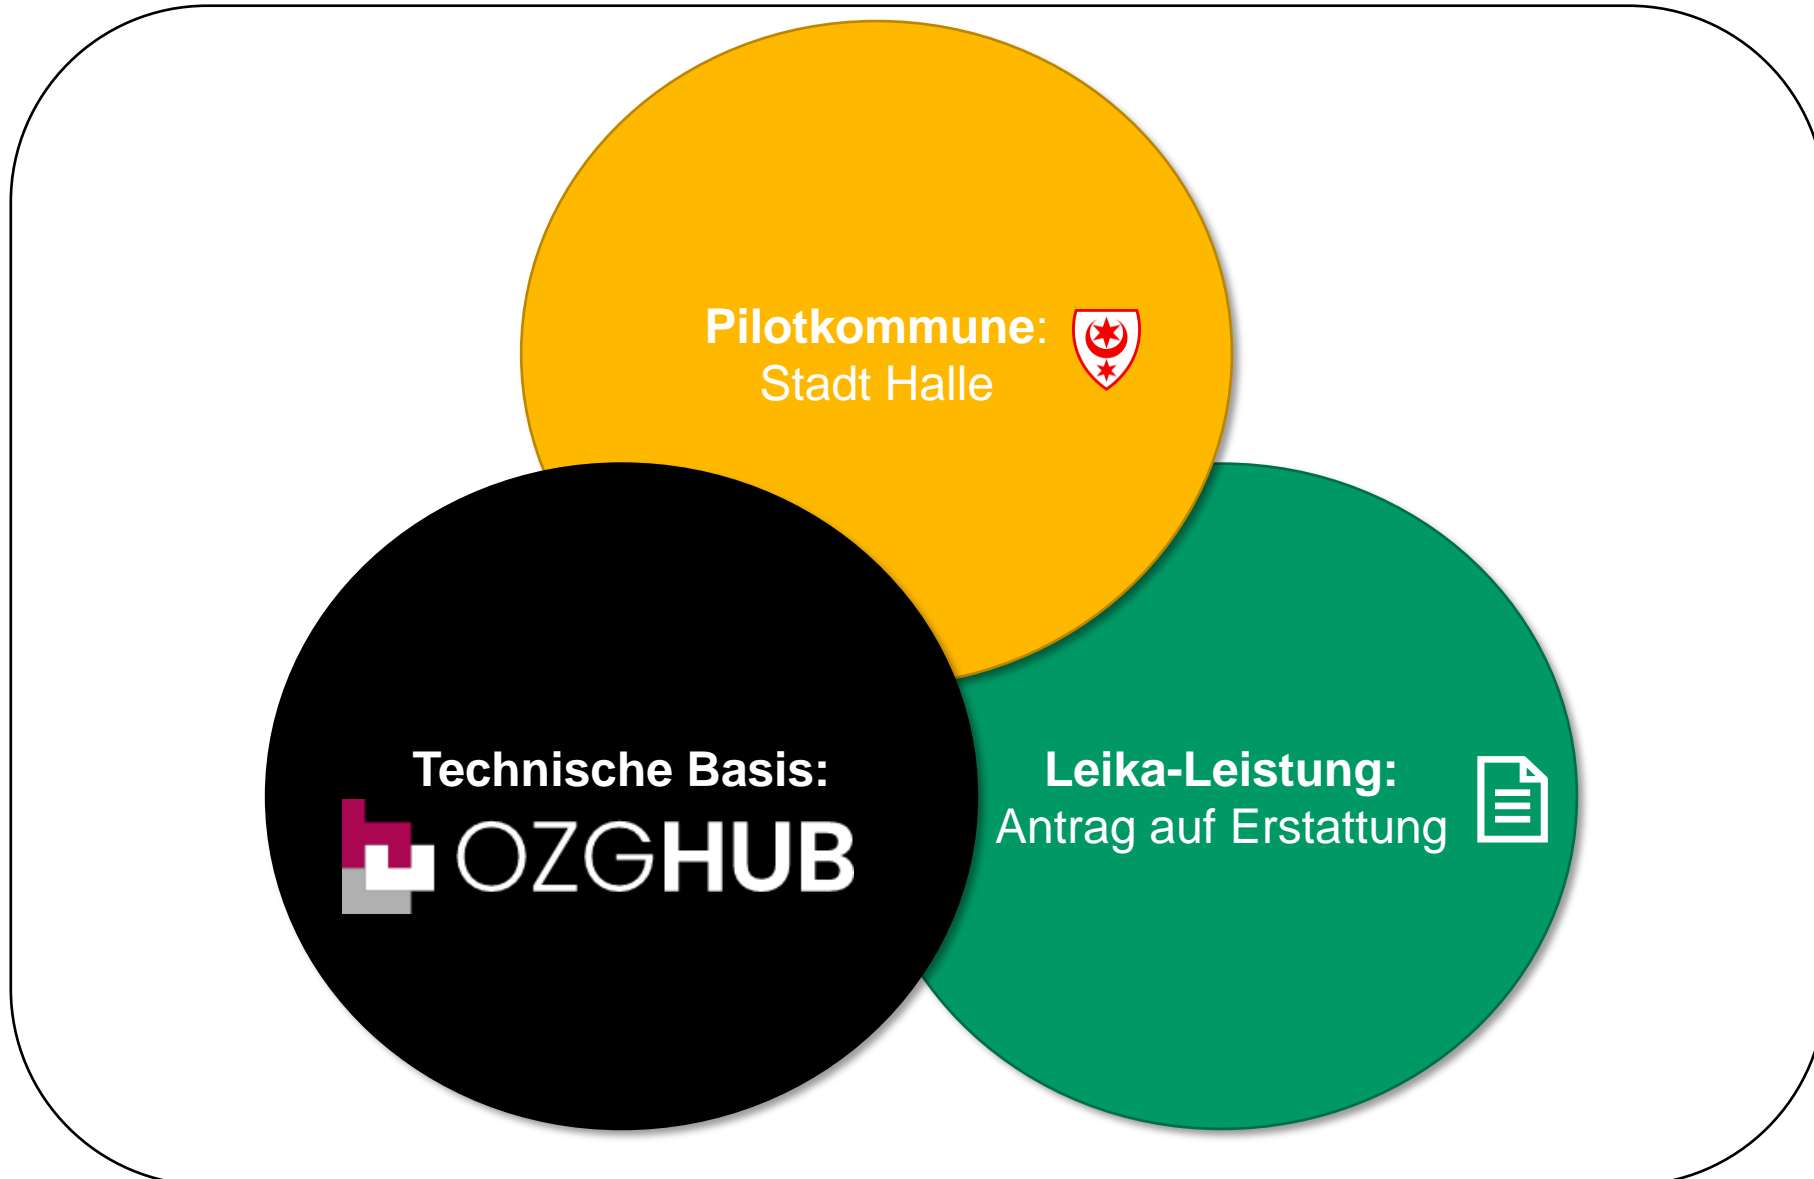 Pilotkommune:
Stadt Halle
Technische Basis:
OZGHUB
Leika-Leistung:
Antrag auf Erstattung